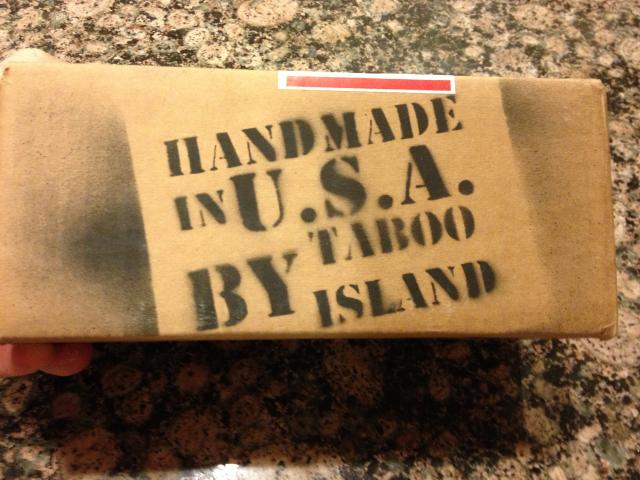 HANDMADE
IN U.S.A.
BY TABOO
ISLAND